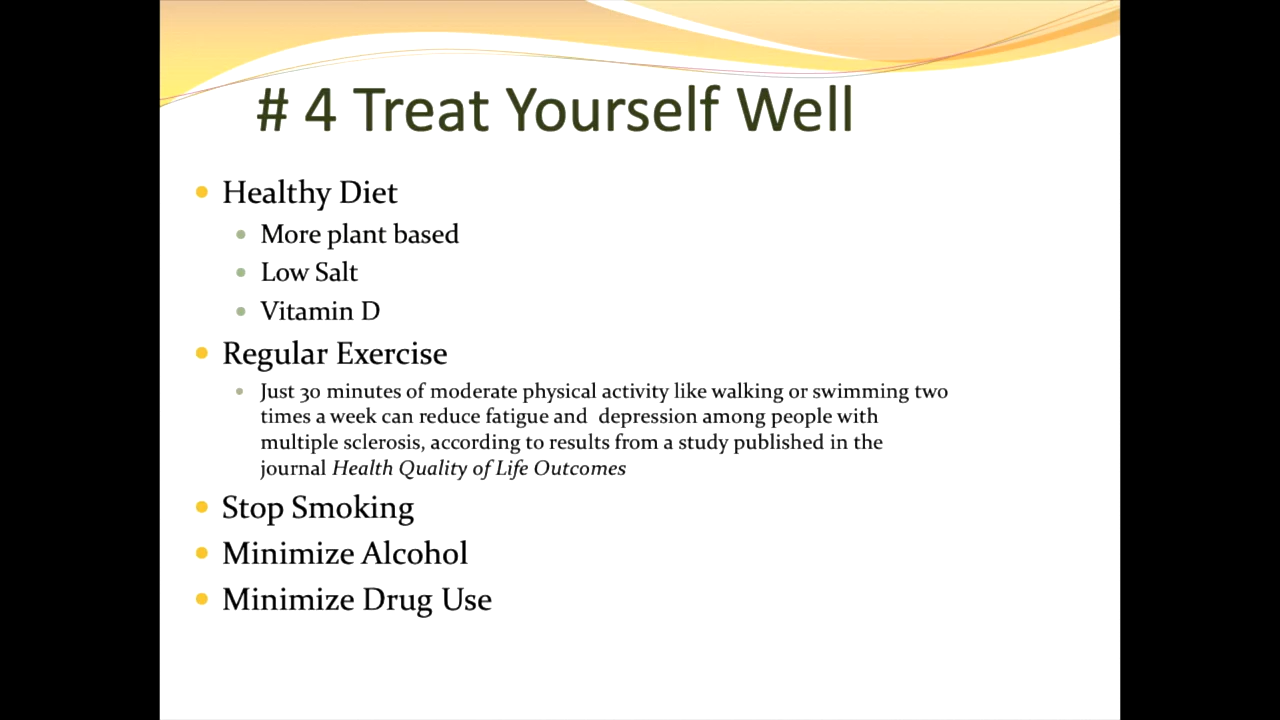 # 4 Treat Yourself Well
Healthy Diet
More plant based
Low Salt
Vitamin D
Regular Exercise
Just 30 minutes of moderate physical activity like walking or swimming two
times a week can reduce fatigue and  depression among people with
multiple sclerosis, according to results from a study published in the
journal Health Quality of Life Outcomes
Stop Smoking
Minimize Alcohol
Minimize Drug Use